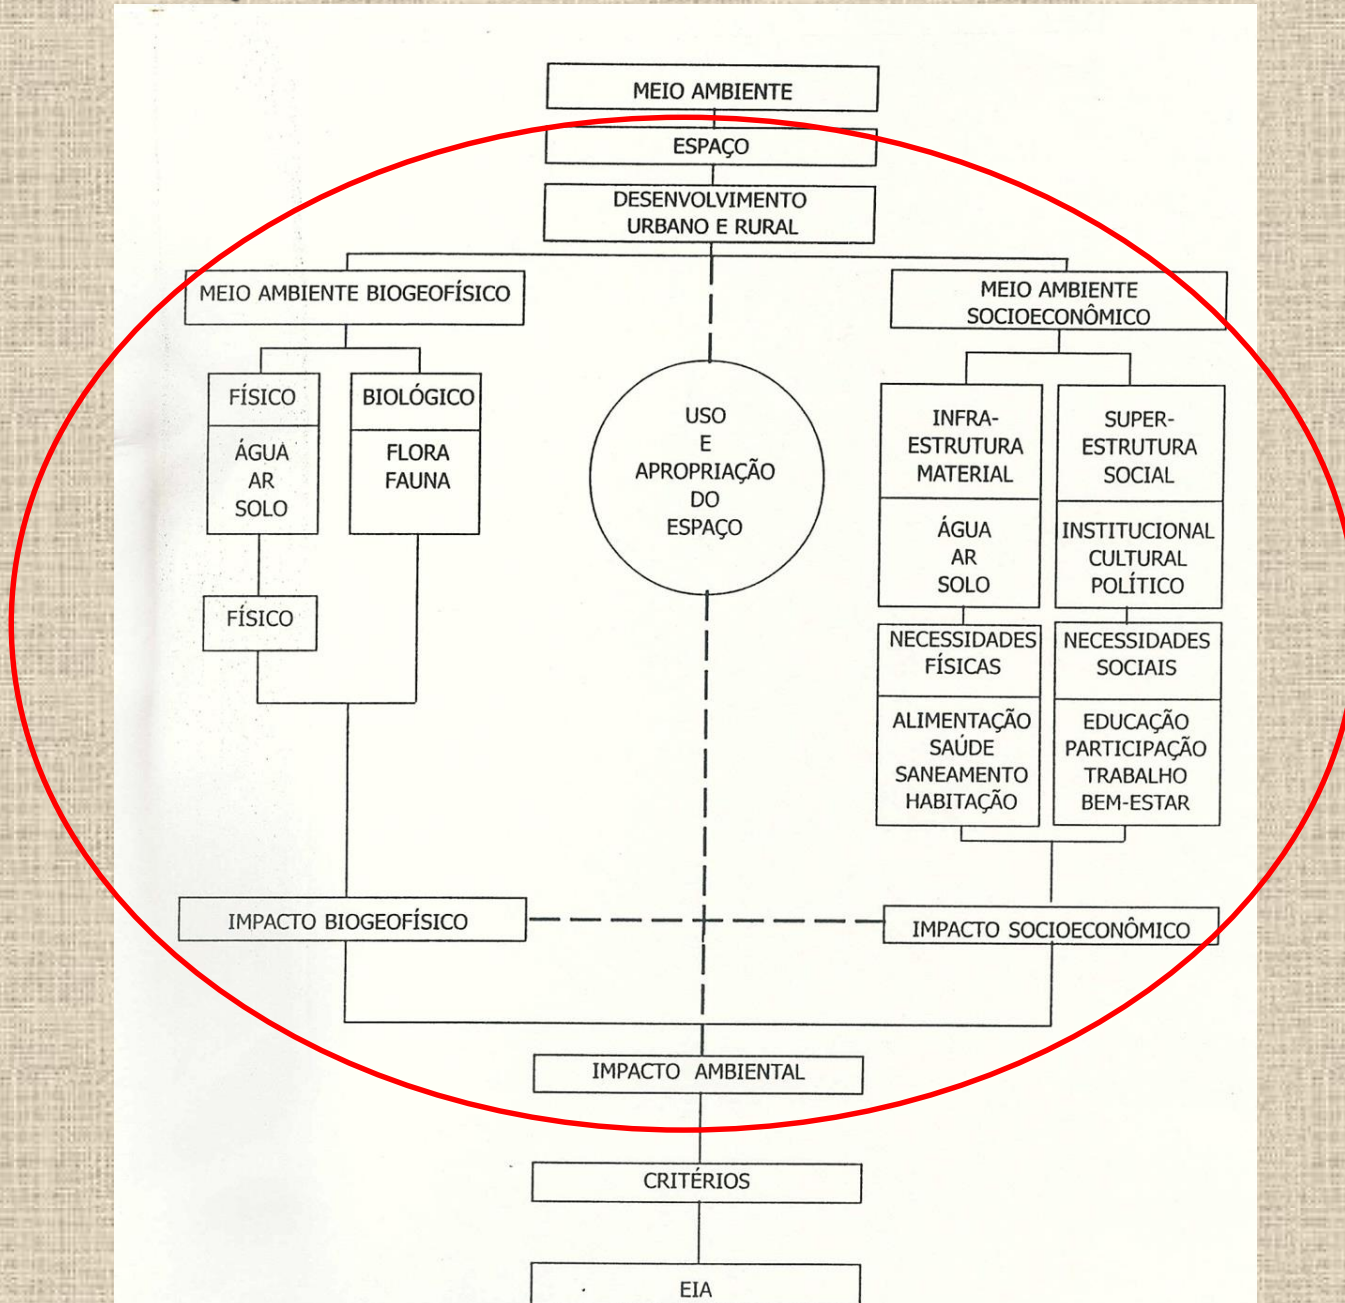 MEIO AMBIENTE
ESPAÇO
DESENVOLVIMENTO
URBANO E RURAL
MEIO AMBIENTE BIOGEOFÍSICO
MEIO AMBIENTE
SOCIOECONÔMICO
FÍSICO
ÁGUA
AR
SOLO
BIOLÓGICO
FLORA
FAUNA
FÍSICO
USO
E
APROPRIAÇÃO
DO
ESPAÇO
INFRA-
ESTRUTURA
MATERIAL
ÁGUA
AR
SOLO
SUPER-
ESTRUTURA
SOCIAL
INSTITUCIONAL
CULTURAL
POLÍTICO
NECESSIDADES
FÍSICAS
ALIMENTAÇÃO
SAÚDE
SANEAMENTO
HABITAÇÃO
NECESSIDADES
SOCIAIS
EDUCAÇÃO
PARTICIPAÇÃO
TRABALHO
BEM-ESTAR
IMPACTO BIOGEOFÍSICO
IMPACTO SOCIOECONÔMICO
IMPACTO AMBIENTAL
CRITÉRIOS
EIA